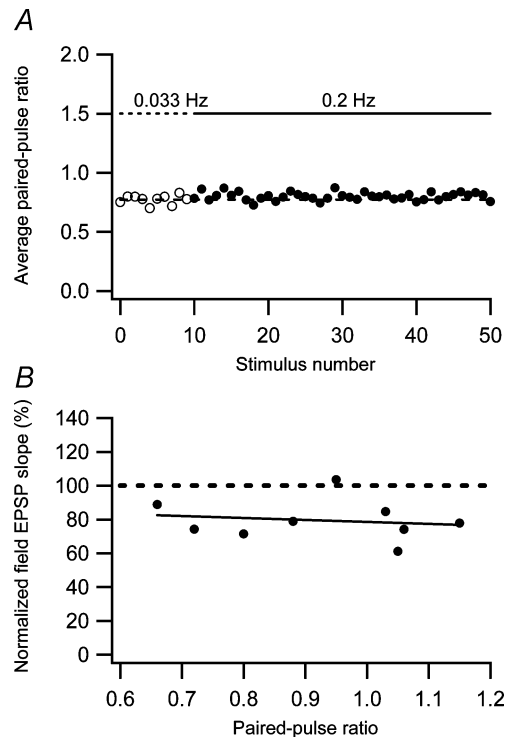 A
Average paired-pulse ratio
2.0
1.5
1.0
0.5
0.0
0.033 Hz 0.2 Hz
0 10 20 30 40 50
Stimulus number
B
Normalized field EPSP slope (%)
140
120
100
80
60
40
20
0
0.6 0.7 0.8 0.9 1.0 1.1 1.2
Paired-pulse ratio